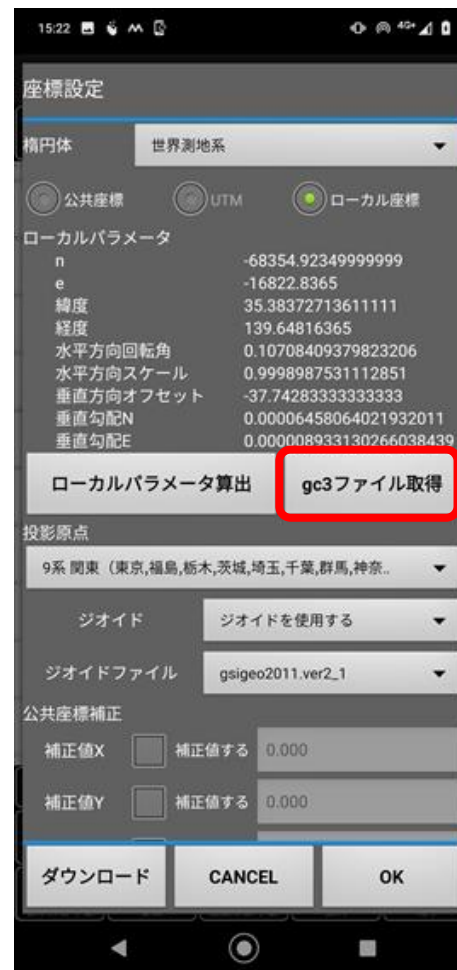 15:22 4G+
座標設定
楕円体 世界測地系
公共座標 UTM ローカル座標
ローカルパラメータ
n -68354.92349999999
e -16822.8365
緯度 35.38372713611111
経度 139.64816365
水平方向回転角 0.10708409379823206
水平方向スケール 0.9998987531112851
垂直方向オフセット -37.74283333333333
垂直勾配N 0.00006458064021932011
垂直勾配E 0.000008933130266038439
ローカルパラメータ算出 gc3ファイル取得
投影原点
9系 関東（東京,福島,栃木,茨城,埼玉,千葉,群馬,神奈..
ジオイド ジオイドを使用する
ジオイドファイル gsigeo2011.ver2_1
公共座標補正
補正値X 補正値する 0.000
補正値Y 補正値する 0.000
ダウンロード CANCEL OK